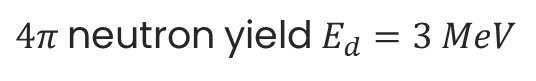 4π neutron yield E_d = 3 MeV